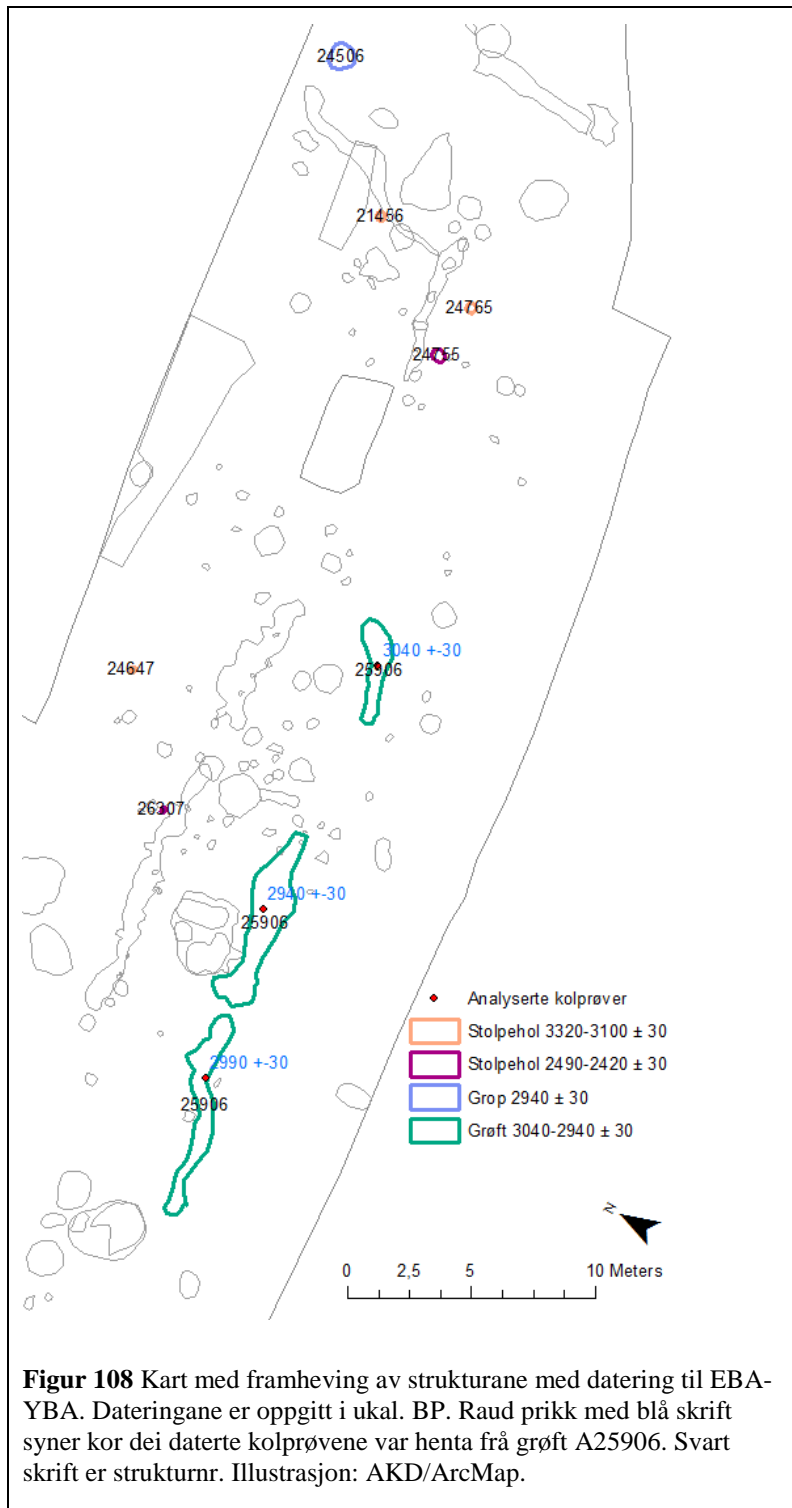 24506
21456
24765
24755
3040 +-30
25906
24647
26307
2940 +-30
25906
2990 +-30
25906
Analyserte kolprøver
Stolpehol 3320-3100 ± 30
Stolpehol 2490-2420 ± 30
Grop 2940 ± 30
Grøft 3040-2940 ± 30
N
0 2,5 5 10 Meters
Figur 108 Kart med framheving av strukturane med datering til EBA-
YBA. Dateringane er oppgitt i ukal. BP. Raud prikk med blå skrift
syner kor dei daterte kolprøvene var henta frå grøft A25906. Svart
skrift er strukturnr. Illustrasjon: AKD/ArcMap.